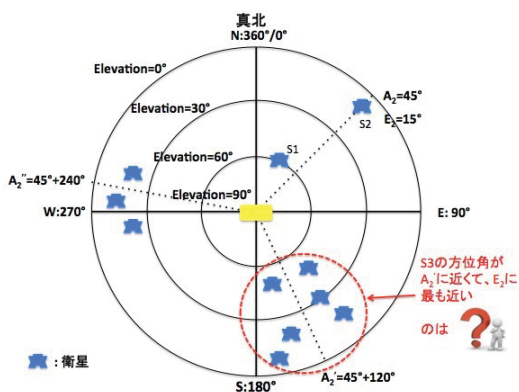 真北
N:360°/0°
Elevation=0°
A₂=45°
Elevation=30°
S2
E₂=15°
S1
Elevation=60°
A₂''=45°+240°
Elevation=90°
W:270°
E: 90°
S3の方位角が
A₂'に近くて、E₂に
最も近い
のは
?
:衛星
A₂'=45°+120°
S:180°